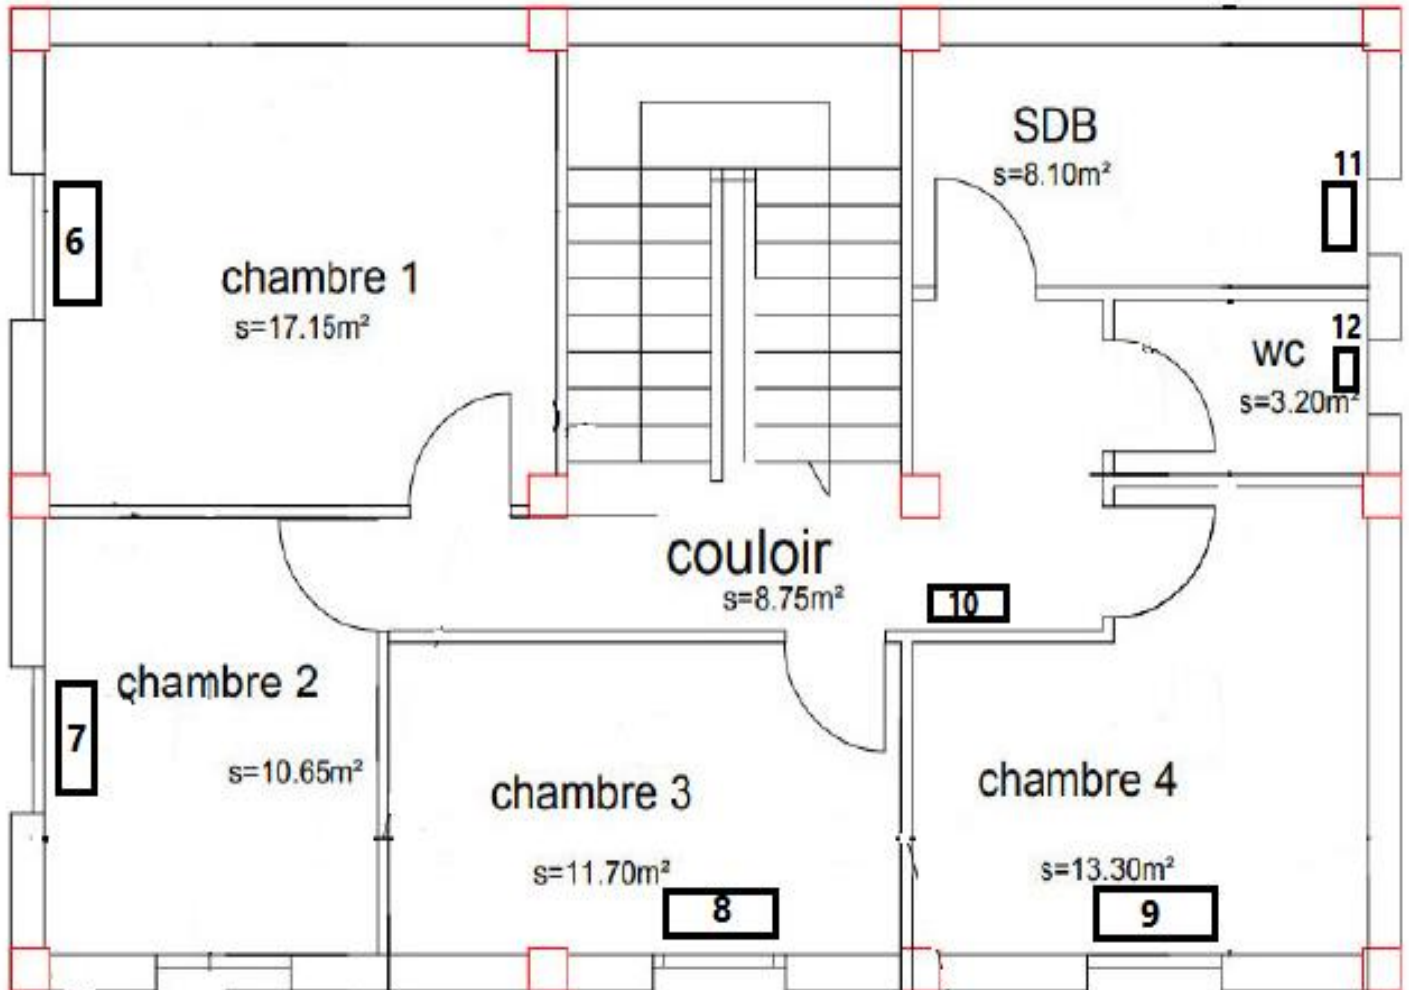 SDB
s=8.10m²
11
6
chambre 1
s=17.15m²
12
WC
s=3.20m²
couloir
s=8.75m²
10
chambre 2
7
s=10.65m²
chambre 3
s=11.70m²
8
chambre 4
s=13.30m²
9